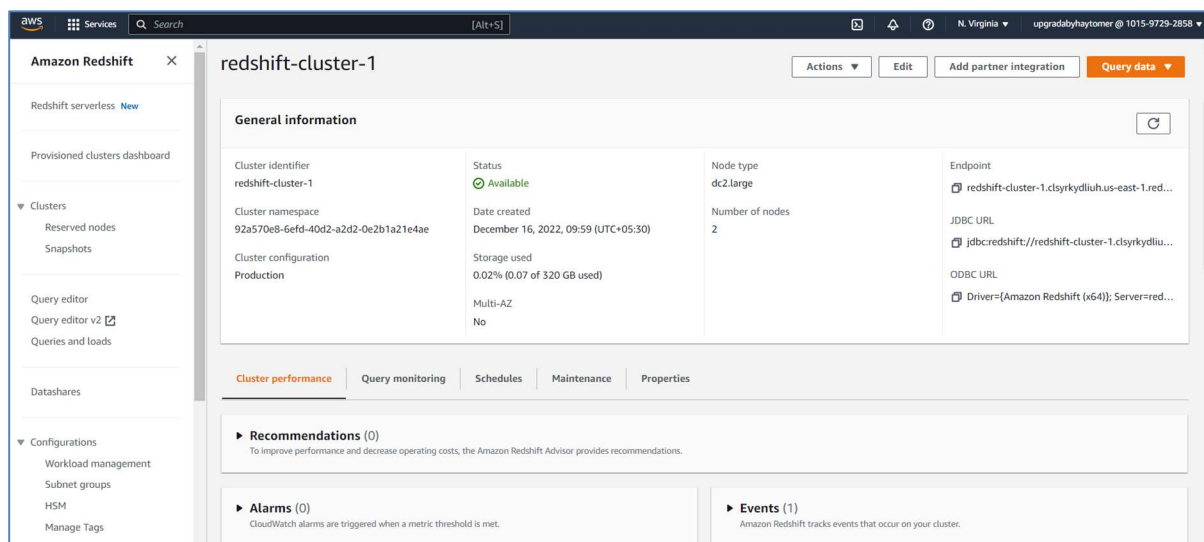 aws
Services
Search
[Alt+S]
N. Virginia
upgradabyhaytomer @ 1015-9729-2858
Amazon Redshift
Redshift serverless New
Provisioned clusters dashboard
Clusters
Reserved nodes
Snapshots
Query editor
Query editor v2
Queries and loads
Datashares
Configurations
Workload management
Subnet groups
HSM
Manage Tags
redshift-cluster-1
Actions
Edit
Add partner integration
Query data
General information
Cluster identifier
redshift-cluster-1
Cluster namespace
92a570e8-6efd-40d2-a2d2-0e2b1a21e4ae
Cluster configuration
Production
Status
Available
Date created
December 16, 2022, 09:59 (UTC+05:30)
Storage used
0.02% (0.07 of 320 GB used)
Multi-AZ
No
Node type
dc2.large
Number of nodes
2
Endpoint
redshift-cluster-1.clsyrkydliuh.us-east-1.red...
JDBC URL
jdbc:redshift://redshift-cluster-1.clsyrkydliu...
ODBC URL
Driver={Amazon Redshift (x64)}; Server=red...
Cluster performance
Query monitoring
Schedules
Maintenance
Properties
Recommendations (0)
To improve performance and decrease operating costs, the Amazon Redshift Advisor provides recommendations.
Alarms (0)
CloudWatch alarms are triggered when a metric threshold is met.
Events (1)
Amazon Redshift tracks events that occur on your cluster.